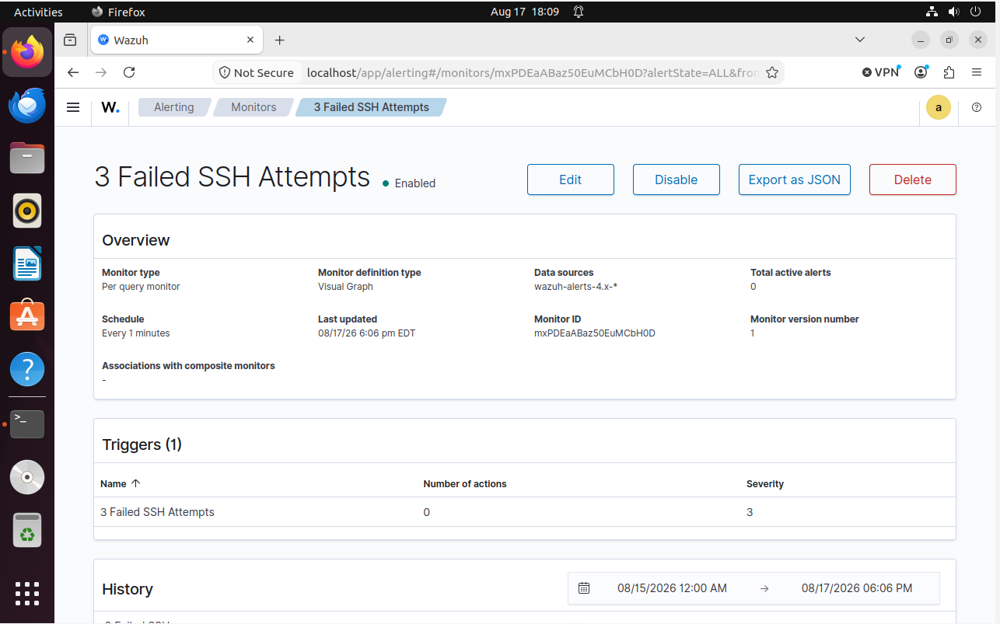 Activities Firefox Aug 17 18:09
Wazuh
Not Secure localhost/app/alerting#/monitors/mxPDEaABaz50EuMCbH0D?alertState=ALL&from VPN
W. Alerting Monitors 3 Failed SSH Attempts a
3 Failed SSH Attempts Enabled Edit Disable Export as JSON Delete
Overview
Monitor type Monitor definition type Data sources Total active alerts
Per query monitor Visual Graph wazuh-alerts-4.x-* 0
Schedule Last updated Monitor ID Monitor version number
Every 1 minutes 08/17/26 6:06 pm EDT mxPDEaABaz50EuMCbH0D 1
Associations with composite monitors
-
Triggers (1)
Name Number of actions Severity
3 Failed SSH Attempts 0 3
History 08/15/2026 12:00 AM → 08/17/2026 06:06 PM